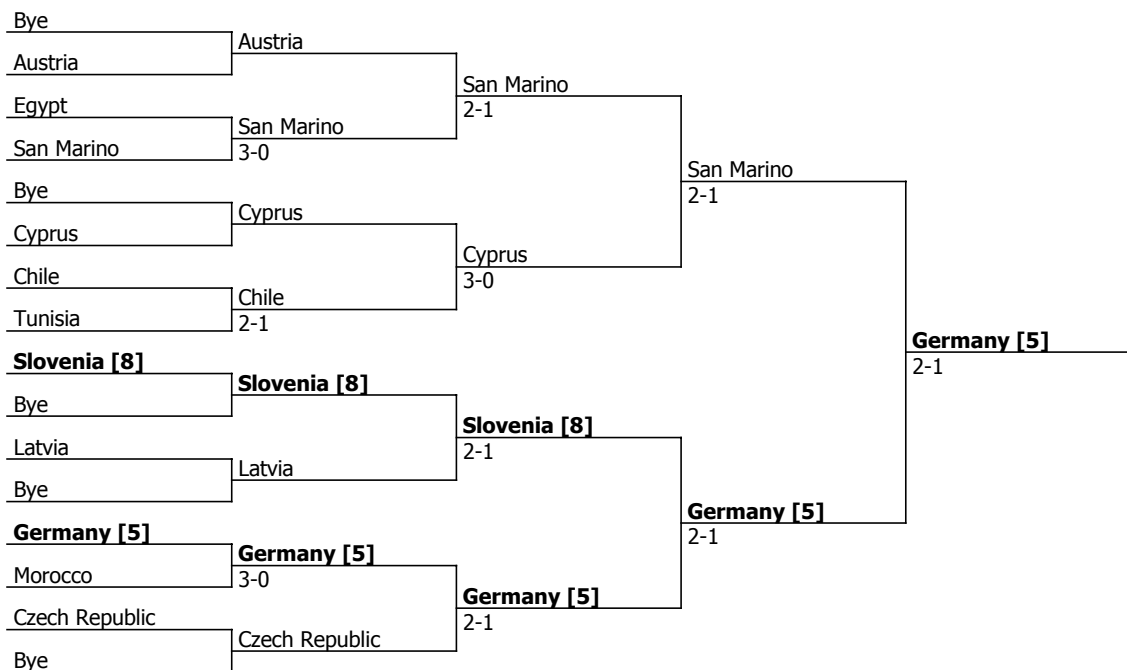 Bye
Austria
Austria
San Marino
2-1
Egypt
San Marino
San Marino
3-0
San Marino
2-1
Bye
Cyprus
Cyprus
Cyprus
3-0
Chile
Chile
Tunisia
2-1
Germany [5]
2-1
Slovenia [8]
Slovenia [8]
Bye
Slovenia [8]
2-1
Latvia
Latvia
Bye
Germany [5]
2-1
Germany [5]
Germany [5]
Morocco
3-0
Germany [5]
2-1
Czech Republic
Czech Republic
Bye